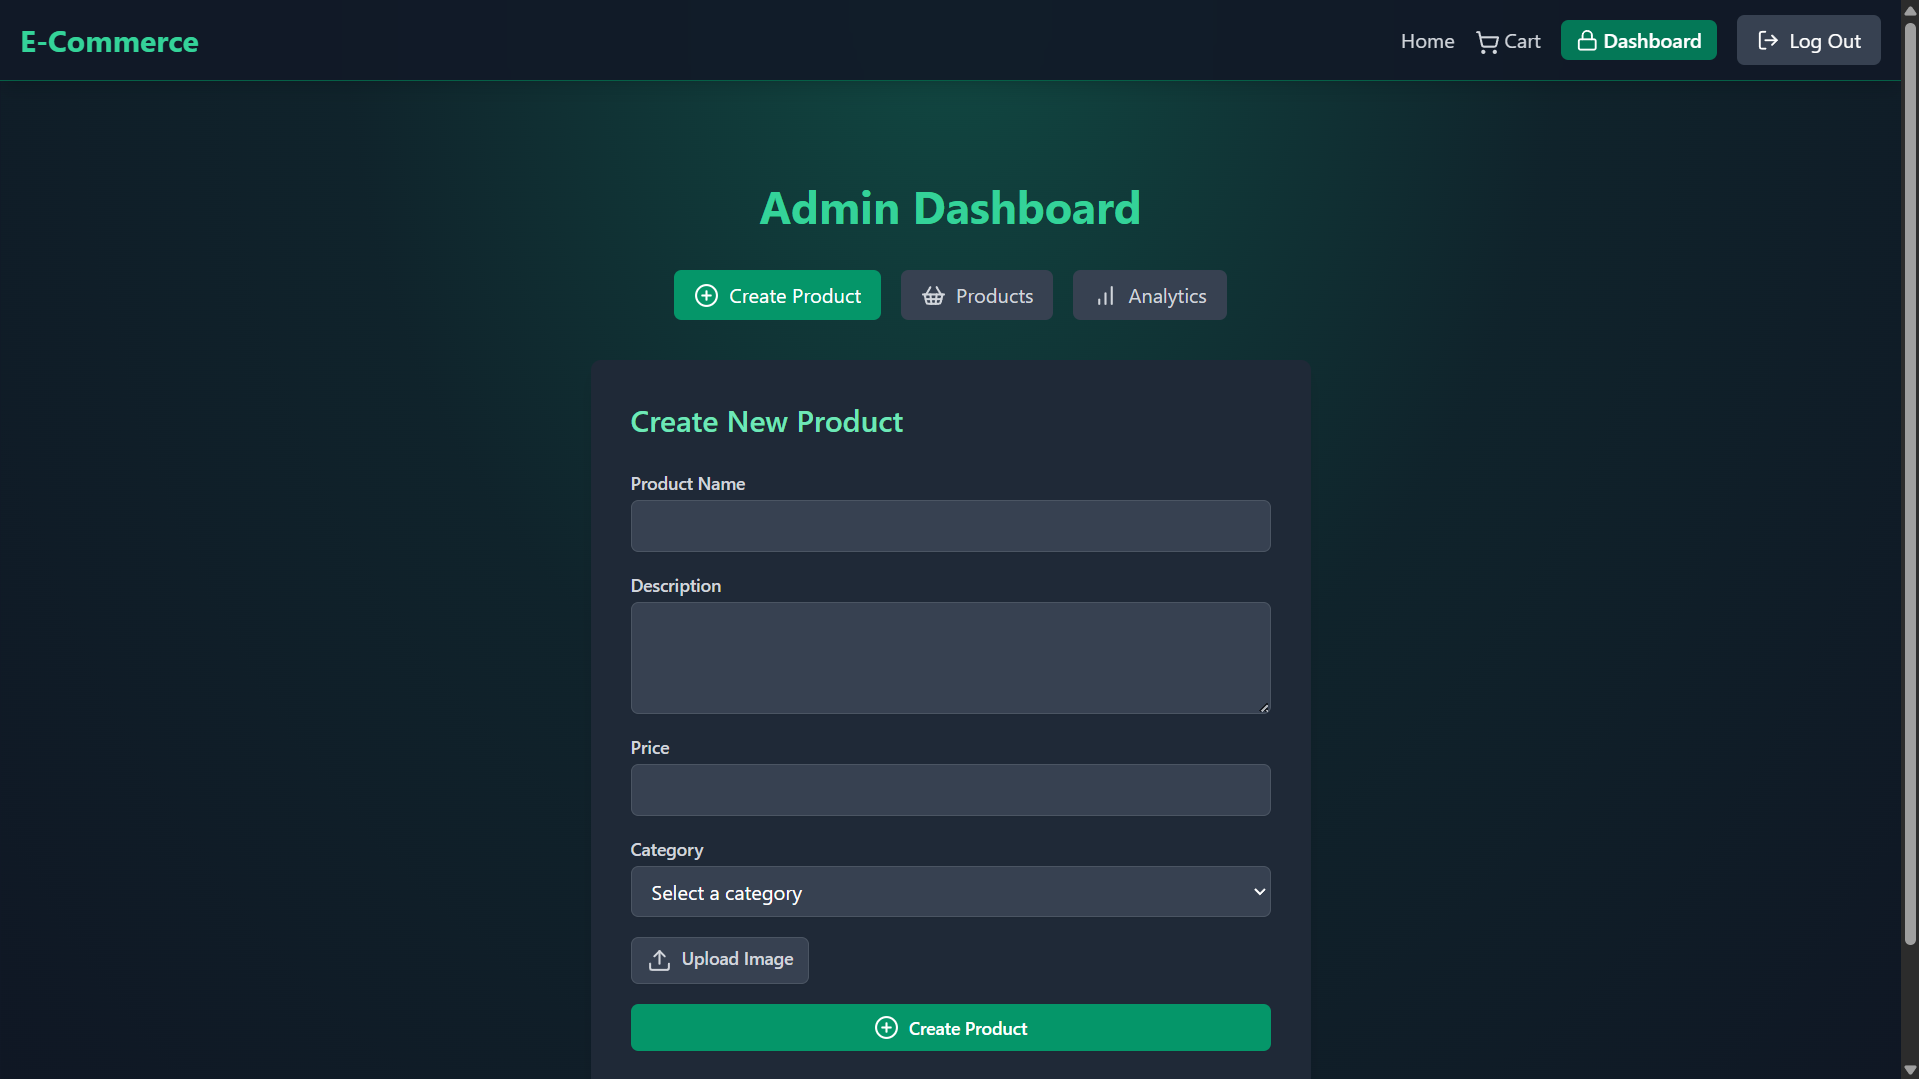 E-Commerce
Home
Cart
Dashboard
Log Out
Admin Dashboard
Create Product
Products
Analytics
Create New Product
Product Name
Description
Price
Category
Select a category
Upload Image
Create Product